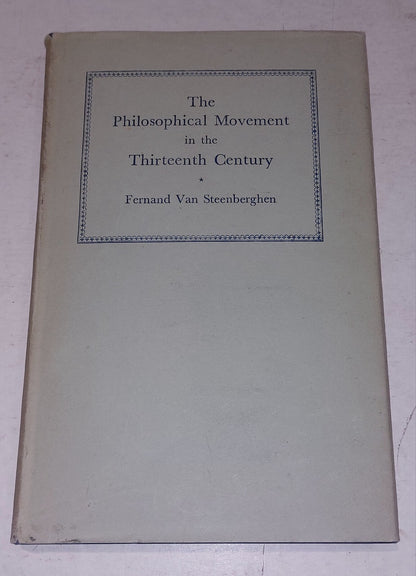 The
Philosophical Movement
in the
Thirteenth Century
*
Fernand Van Steenberghen